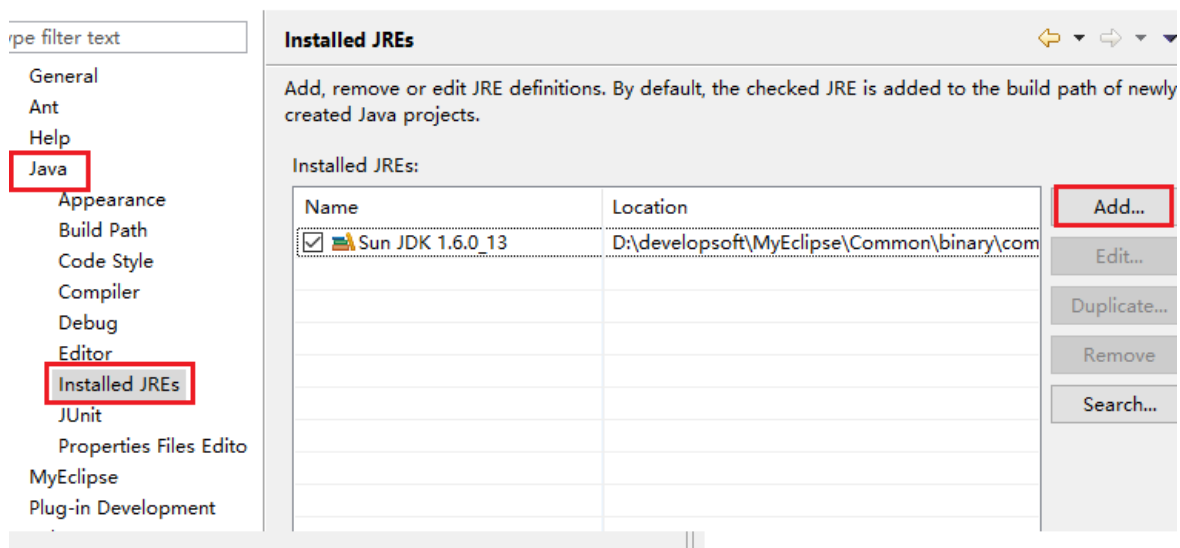 ype filter text
General
Ant
Help
Java
Appearance
Build Path
Code Style
Compiler
Debug
Editor
Installed JREs
JUnit
Properties Files Edito
MyEclipse
Plug-in Development
Installed JREs
Add, remove or edit JRE definitions. By default, the checked JRE is added to the build path of newly
created Java projects.
Installed JREs:
Name Location
Sun JDK 1.6.0_13 D:\developsoft\MyEclipse\Common\binary\com
Add...
Edit...
Duplicate...
Remove
Search...